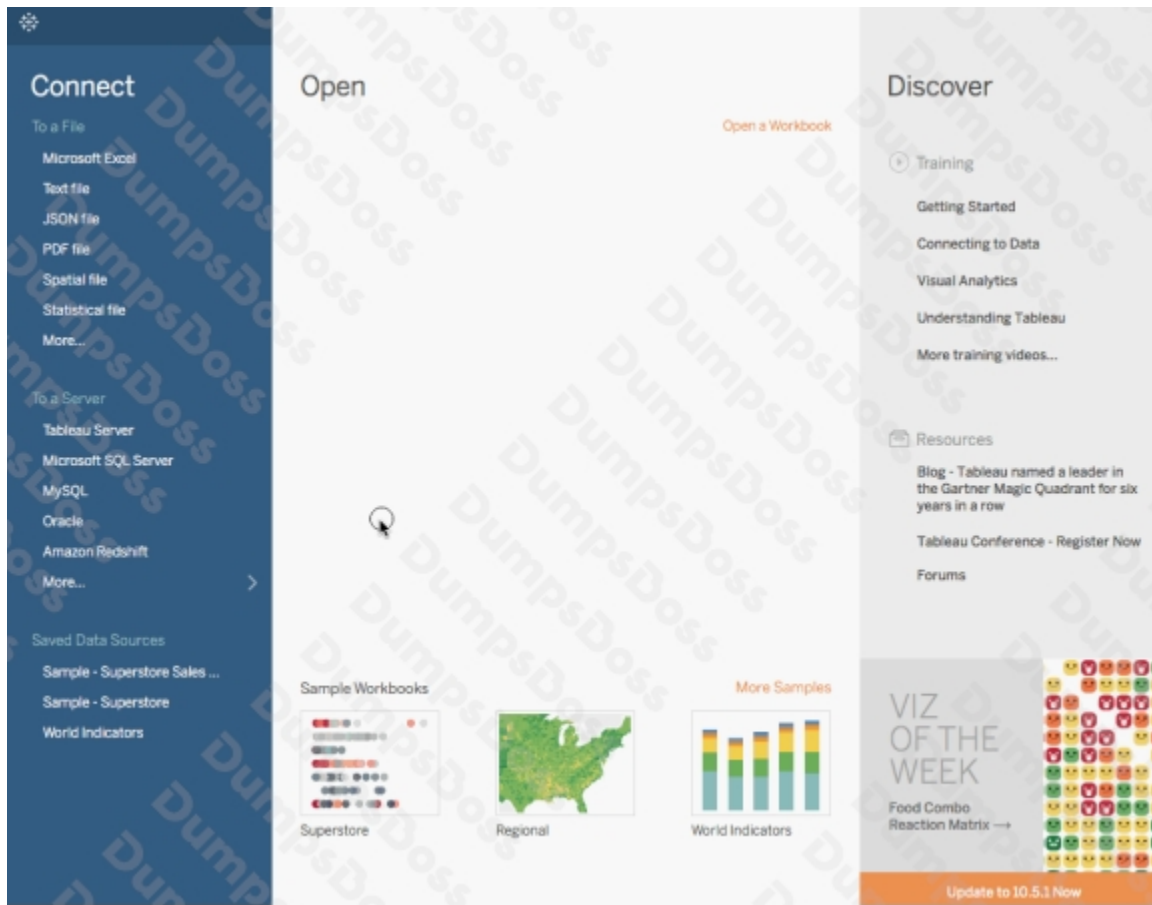 Connect
To a File
Microsoft Excel
Text file
JSON file
PDF file
Spatial file
Statistical file
More...
To a Server
Tableau Server
Microsoft SQL Server
MySQL
Oracle
Amazon Redshift
More...
Saved Data Sources
Sample - Superstore Sales ...
Sample - Superstore
World Indicators
Open
Open a Workbook
Sample Workbooks
More Samples
Superstore
Regional
World Indicators
Discover
Training
Getting Started
Connecting to Data
Visual Analytics
Understanding Tableau
More training videos...
Resources
Blog - Tableau named a leader in
the Gartner Magic Quadrant for six
years in a row
Tableau Conference - Register Now
Forums
VIZ
OF THE
WEEK
Food Combo
Reaction Matrix →
Update to 10.5.1 Now
DumpsDoss